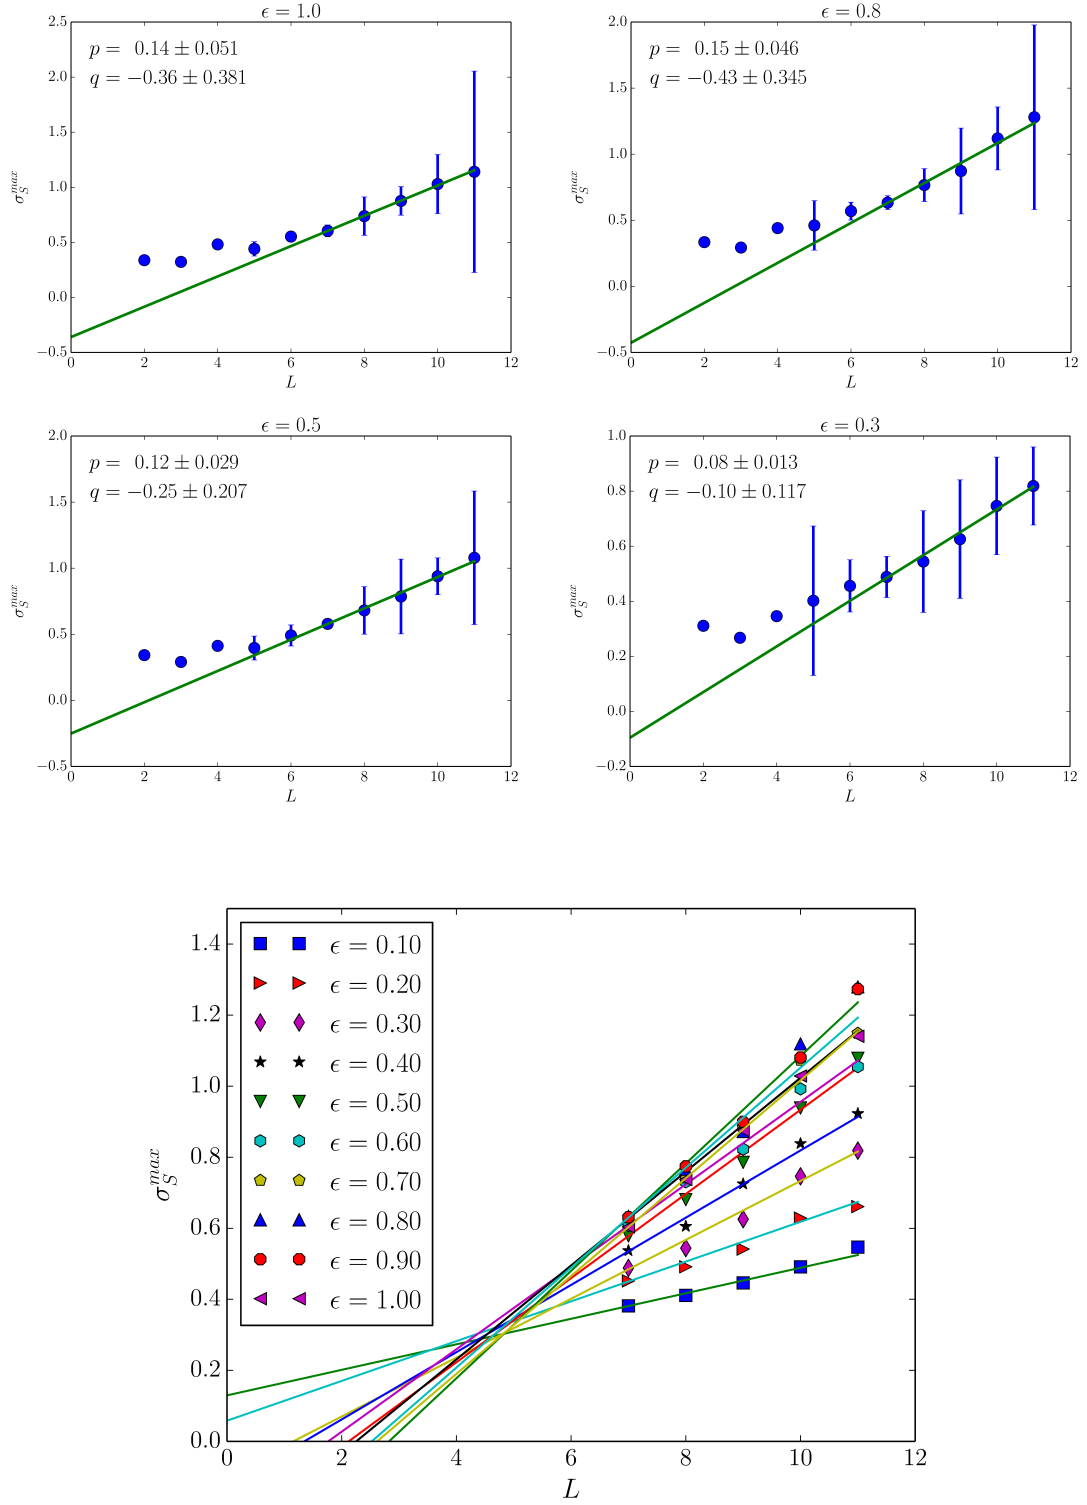 ϵ = 1.0
p = 0.14 ± 0.051
q = −0.36 ± 0.381
2.5
2.0
1.5
1.0
0.5
0.0
−0.5
σ_S^{max}
0 2 4 6 8 10 12
L
ϵ = 0.8
p = 0.15 ± 0.046
q = −0.43 ± 0.345
2.0
1.5
1.0
0.5
0.0
−0.5
σ_S^{max}
0 2 4 6 8 10 12
L
ϵ = 0.5
p = 0.12 ± 0.029
q = −0.25 ± 0.207
2.0
1.5
1.0
0.5
0.0
−0.5
σ_S^{max}
0 2 4 6 8 10 12
L
ϵ = 0.3
p = 0.08 ± 0.013
q = −0.10 ± 0.117
1.0
0.8
0.6
0.4
0.2
0.0
−0.2
σ_S^{max}
0 2 4 6 8 10 12
L
ϵ = 0.10
ϵ = 0.20
ϵ = 0.30
ϵ = 0.40
ϵ = 0.50
ϵ = 0.60
ϵ = 0.70
ϵ = 0.80
ϵ = 0.90
ϵ = 1.00
1.4
1.2
1.0
0.8
0.6
0.4
0.2
0.0
σ_S^{max}
0 2 4 6 8 10 12
L